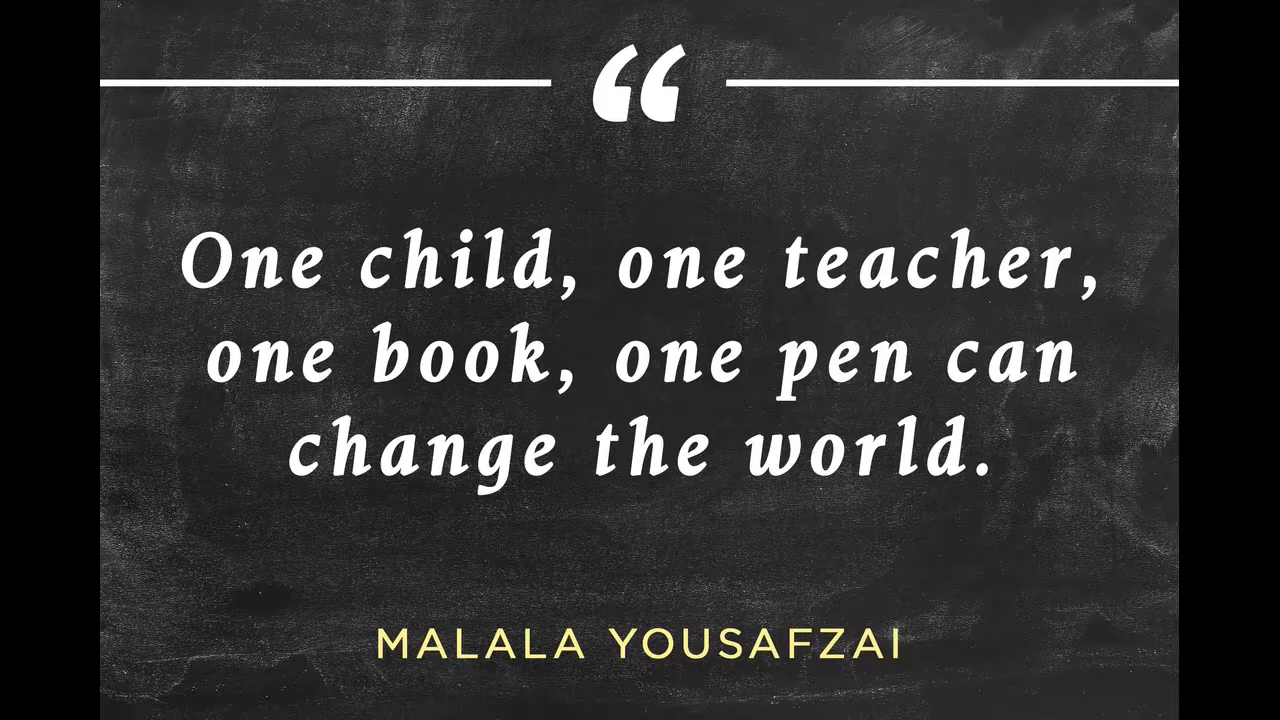 “
One child, one teacher,
one book, one pen can
change the world.
MALALA YOUSAFZAI